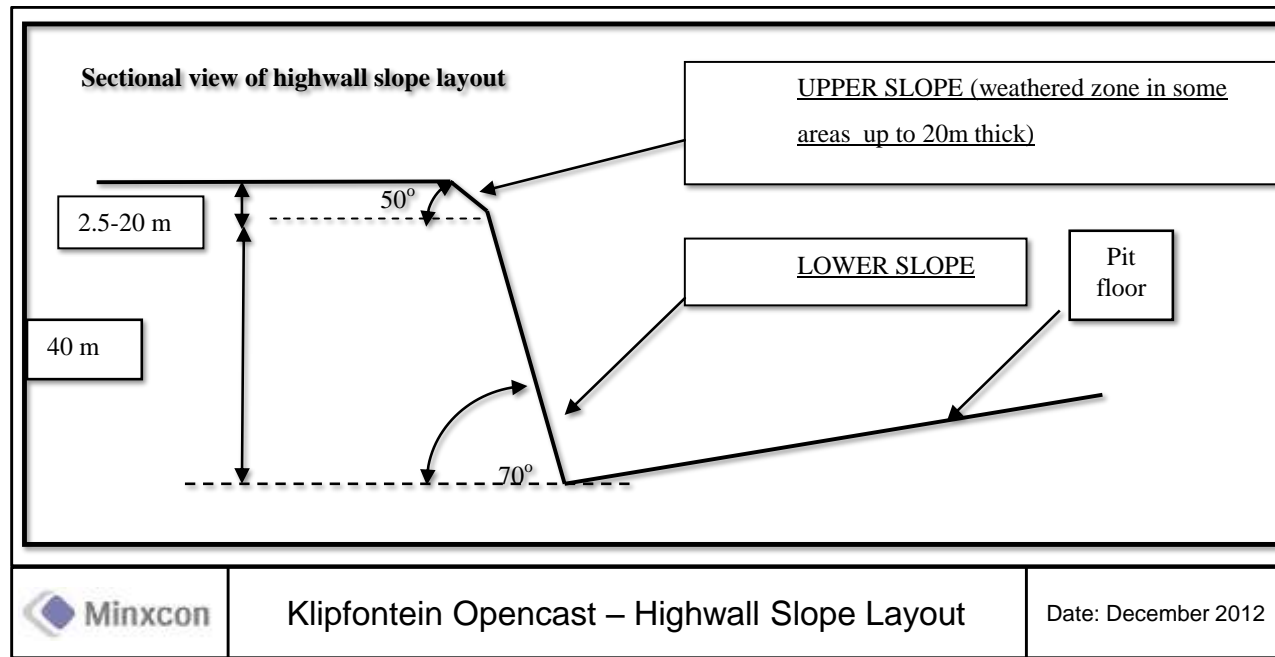 Sectional view of highwall slope layout
UPPER SLOPE (weathered zone in some
areas up to 20m thick)
50°
2.5-20 m
LOWER SLOPE
Pit
floor
40 m
70°
Minxcon
Klipfontein Opencast – Highwall Slope Layout
Date: December 2012